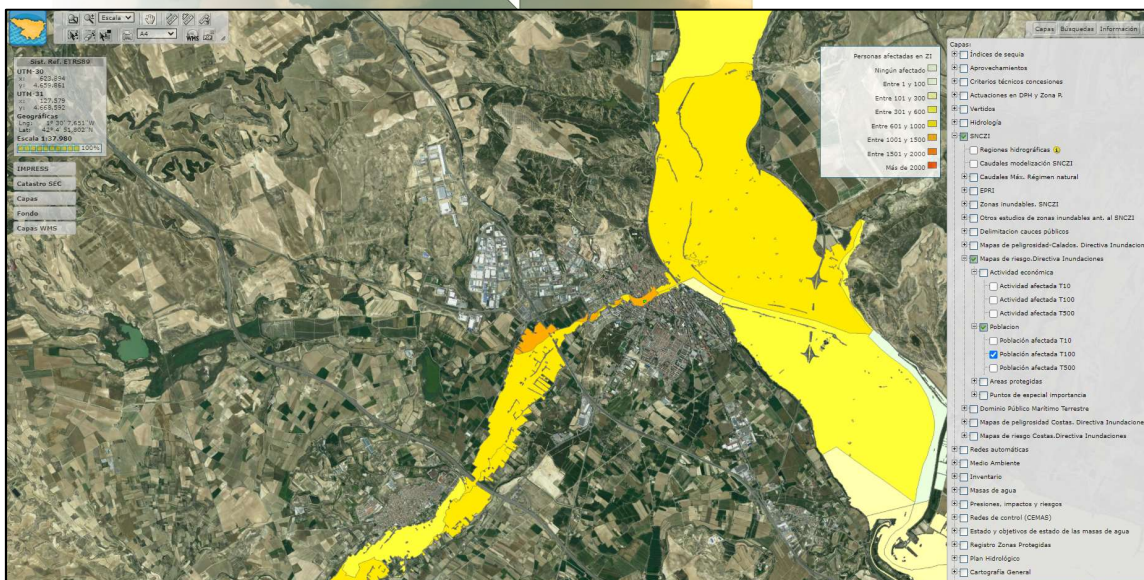 Escala
A4
WMS
Sist. Ref. ETRS89
UTM-30
X: 623.894
Y: 4.659.861
UTM-31
X: 127.579
Y: 4.668.592
Geográficas
Lng: 1º 30' 7,651" W
Lat: 42º 4' 51,802" N
Escala 1:37.980
100%
IMPRESS
Catastro SEC
Capas
Fondo
Capas WMS
Personas afectadas en ZI
Ningún afectado
Entre 1 y 100
Entre 101 y 300
Entre 301 y 600
Entre 601 y 1000
Entre 1001 y 1500
Entre 1501 y 2000
Más de 2000
Capas Búsquedas Información
Capas:
Índices de sequia
Aprovechamientos
Criterios técnicos concesiones
Actuaciones en DPH y Zona P.
Vertidos
Hidrología
SNCZI
Regiones hidrográficas
Caudales modelización SNCZI
Caudales Máx. Régimen natural
EPRI
Zonas inundables. SNCZI
Otros estudios de zonas inundables ant. al SNCZI
Delimitacion cauces públicos
Mapas de peligrosidad-Calados. Directiva Inundacion
Mapas de riesgo.Directiva Inundaciones
Actividad económica
Actividad afectada T10
Actividad afectada T100
Actividad afectada T500
Poblacion
Población afectada T10
Población afectada T100
Población afectada T500
Areas protegidas
Puntos de especial importancia
Dominio Público Marítimo Terrestre
Mapas de peligrosidad Costas. Directiva Inundacione
Mapas de riesgo Costas.Directiva Inundaciones
Redes automáticas
Medio Ambiente
Inventario
Masas de agua
Presiones, impactos y riesgos
Redes de control (CEMAS)
Estado y objetivos de estado de las masas de agua
Registro Zonas Protegidas
Plan Hidrológico
Cartografía General